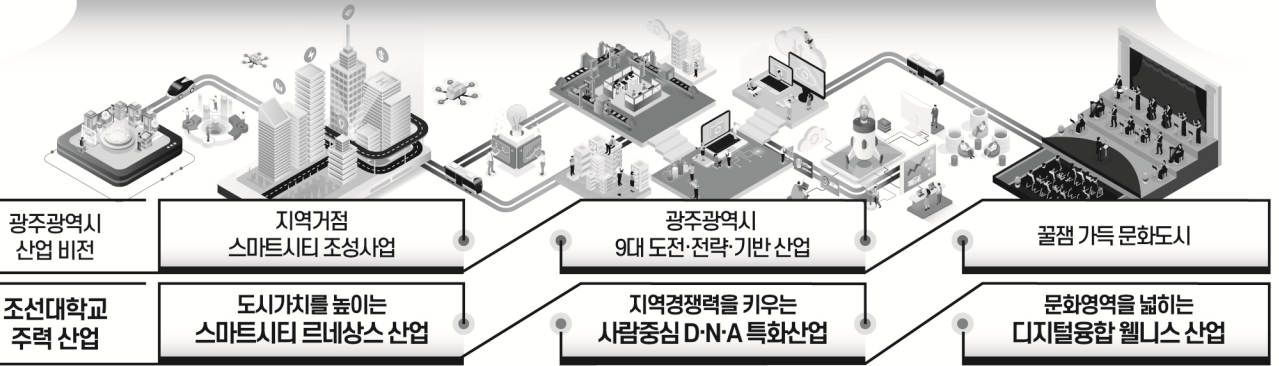 광주광역시
산업 비전
지역거점
스마트시티 조성사업
광주광역시
9대 도전·전략·기반 산업
꿀잼 가득 문화도시
조선대학교
주력 산업
도시가치를 높이는
스마트시티 르네상스 산업
지역경쟁력을 키우는
사람중심 D·N·A 특화산업
문화영역을 넓히는
디지털융합 웰니스 산업